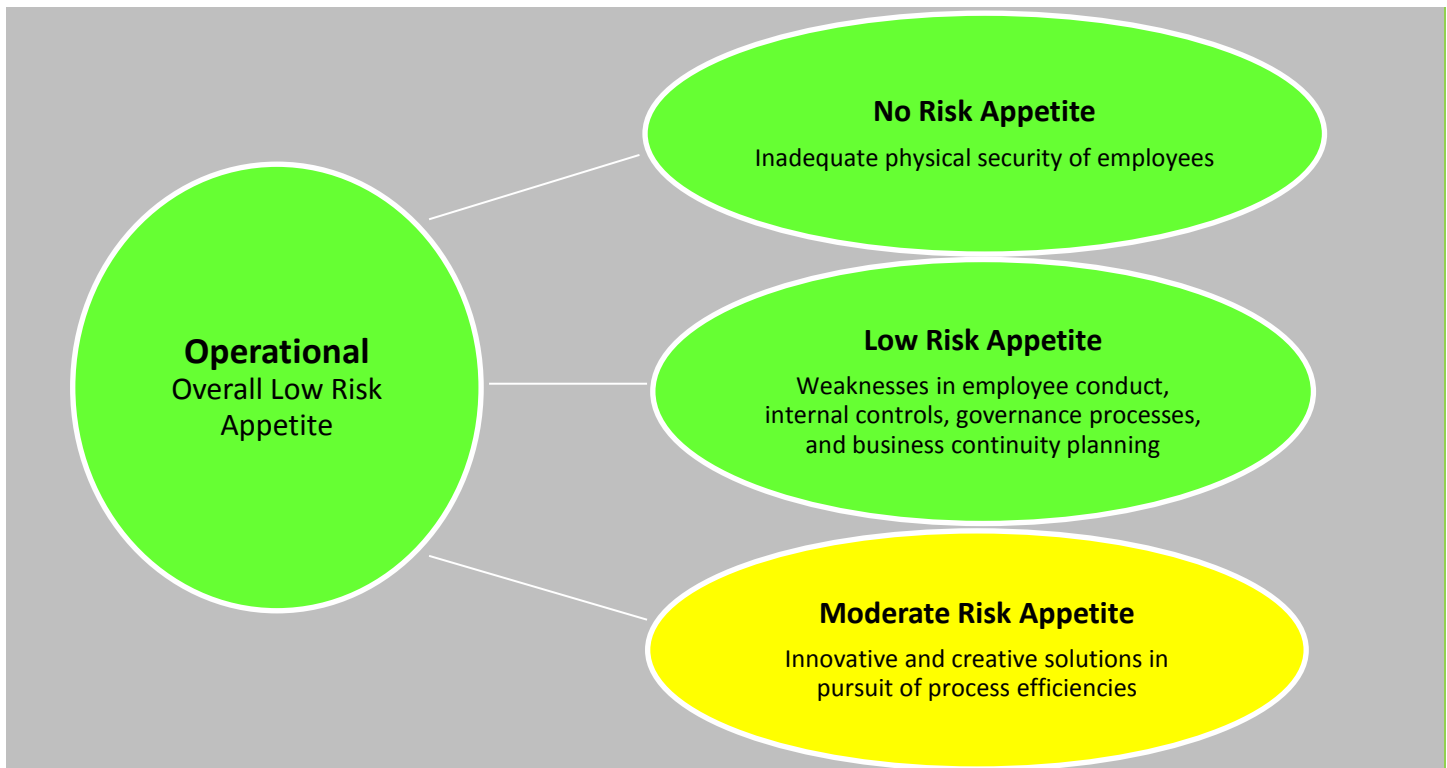 Operational
Overall Low Risk
Appetite
No Risk Appetite
Inadequate physical security of employees
Low Risk Appetite
Weaknesses in employee conduct,
internal controls, governance processes,
and business continuity planning
Moderate Risk Appetite
Innovative and creative solutions in
pursuit of process efficiencies